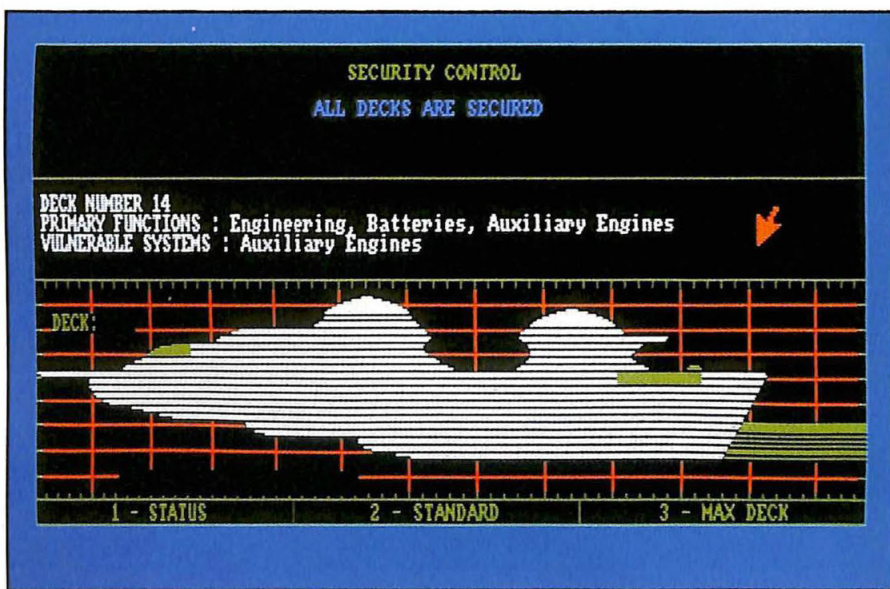 SECURITY CONTROL
ALL DECKS ARE SECURED
DECK NUMBER 14
PRIMARY FUNCTIONS : Engineering, Batteries, Auxiliary Engines
VULNERABLE SYSTEMS : Auxiliary Engines
DECK:
1 - STATUS
2 - STANDARD
3 - MAX DECK